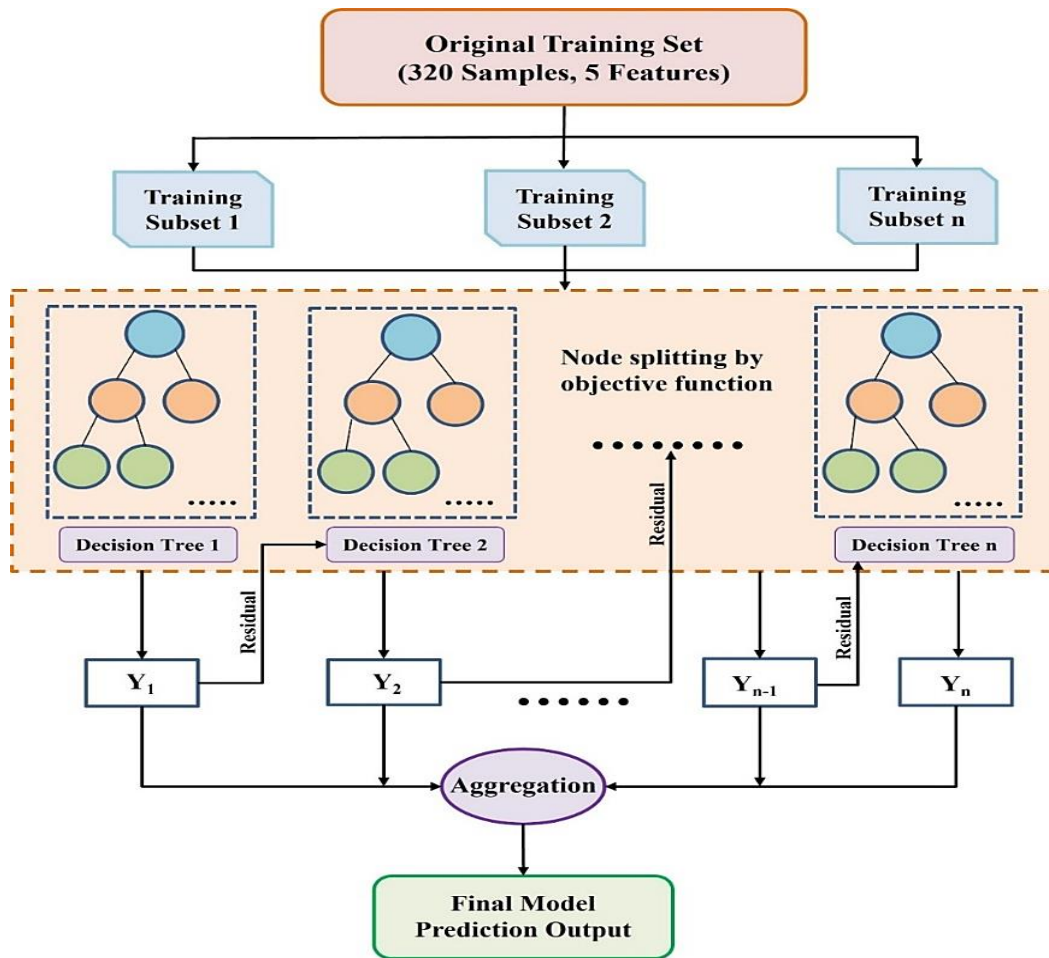 Original Training Set
(320 Samples, 5 Features)
Training
Subset 1
Training
Subset 2
Training
Subset n
Node splitting by
objective function
Decision Tree 1
Decision Tree 2
Decision Tree n
Residual
Residual
Residual
Y₁
Y₂
Yₙ₋₁
Yₙ
Aggregation
Final Model
Prediction Output